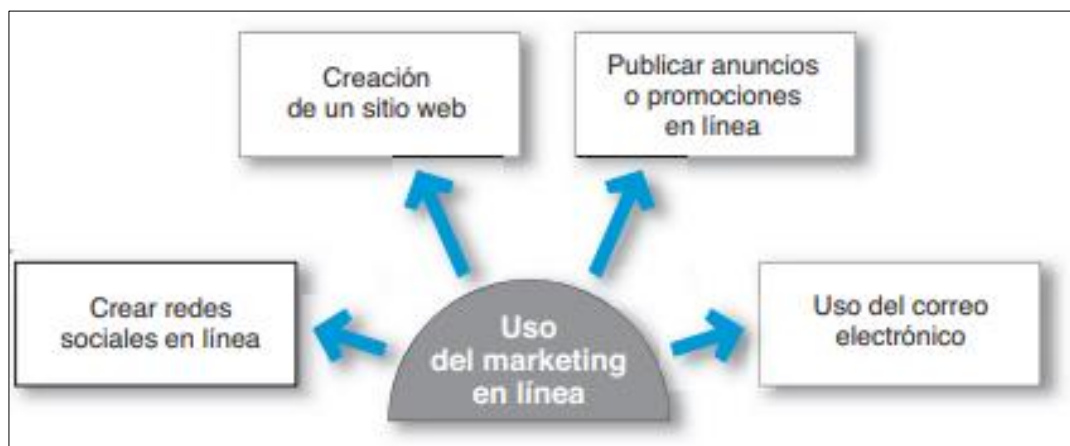 Creación
de un sitio web
Publicar anuncios
o promociones
en línea
Crear redes
sociales en línea
Uso
del marketing
en línea
Uso del correo
electrónico